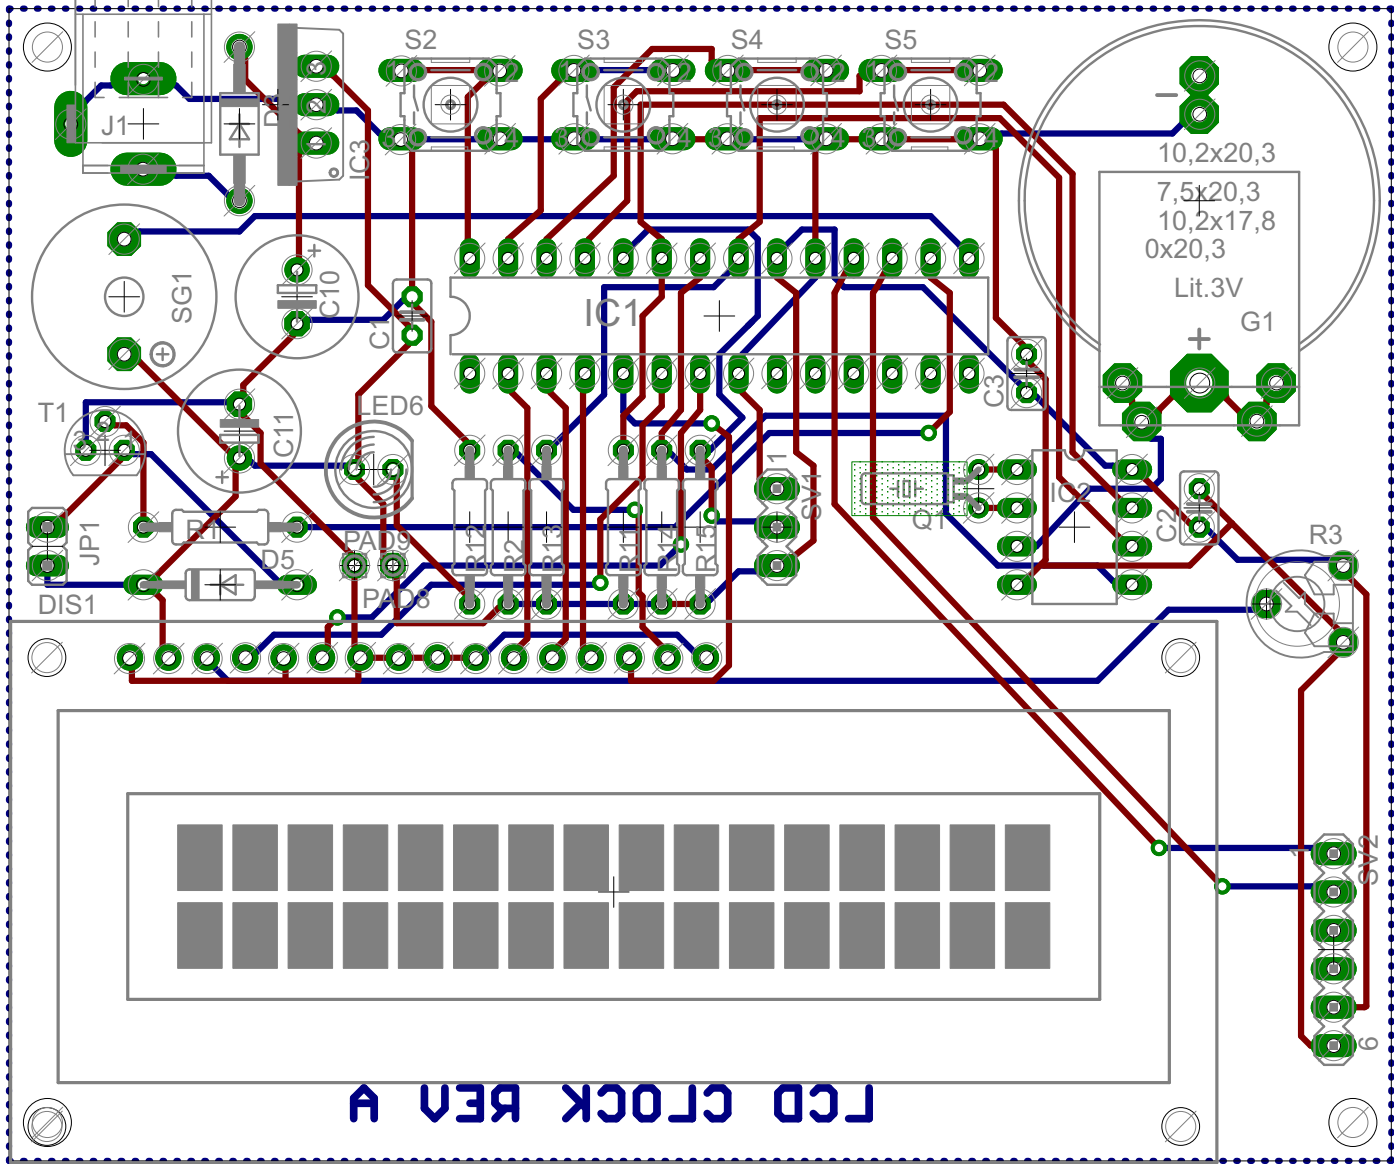 S2
S3
S4
S5
J1
IC3
10,2x20,3
7,5x20,3
10,2x17,8
0x20,3
Lit.3V
G1
SG1
C10
C1
IC1
C3
T1
C11
LED6
SV1
1
Q1
IC2
C2
R3
JP1
R1
D5
PAD9
PAD8
R12
R2
R13
R14
R15
DIS1
1
SV2
6
LCD CLOCK REV A